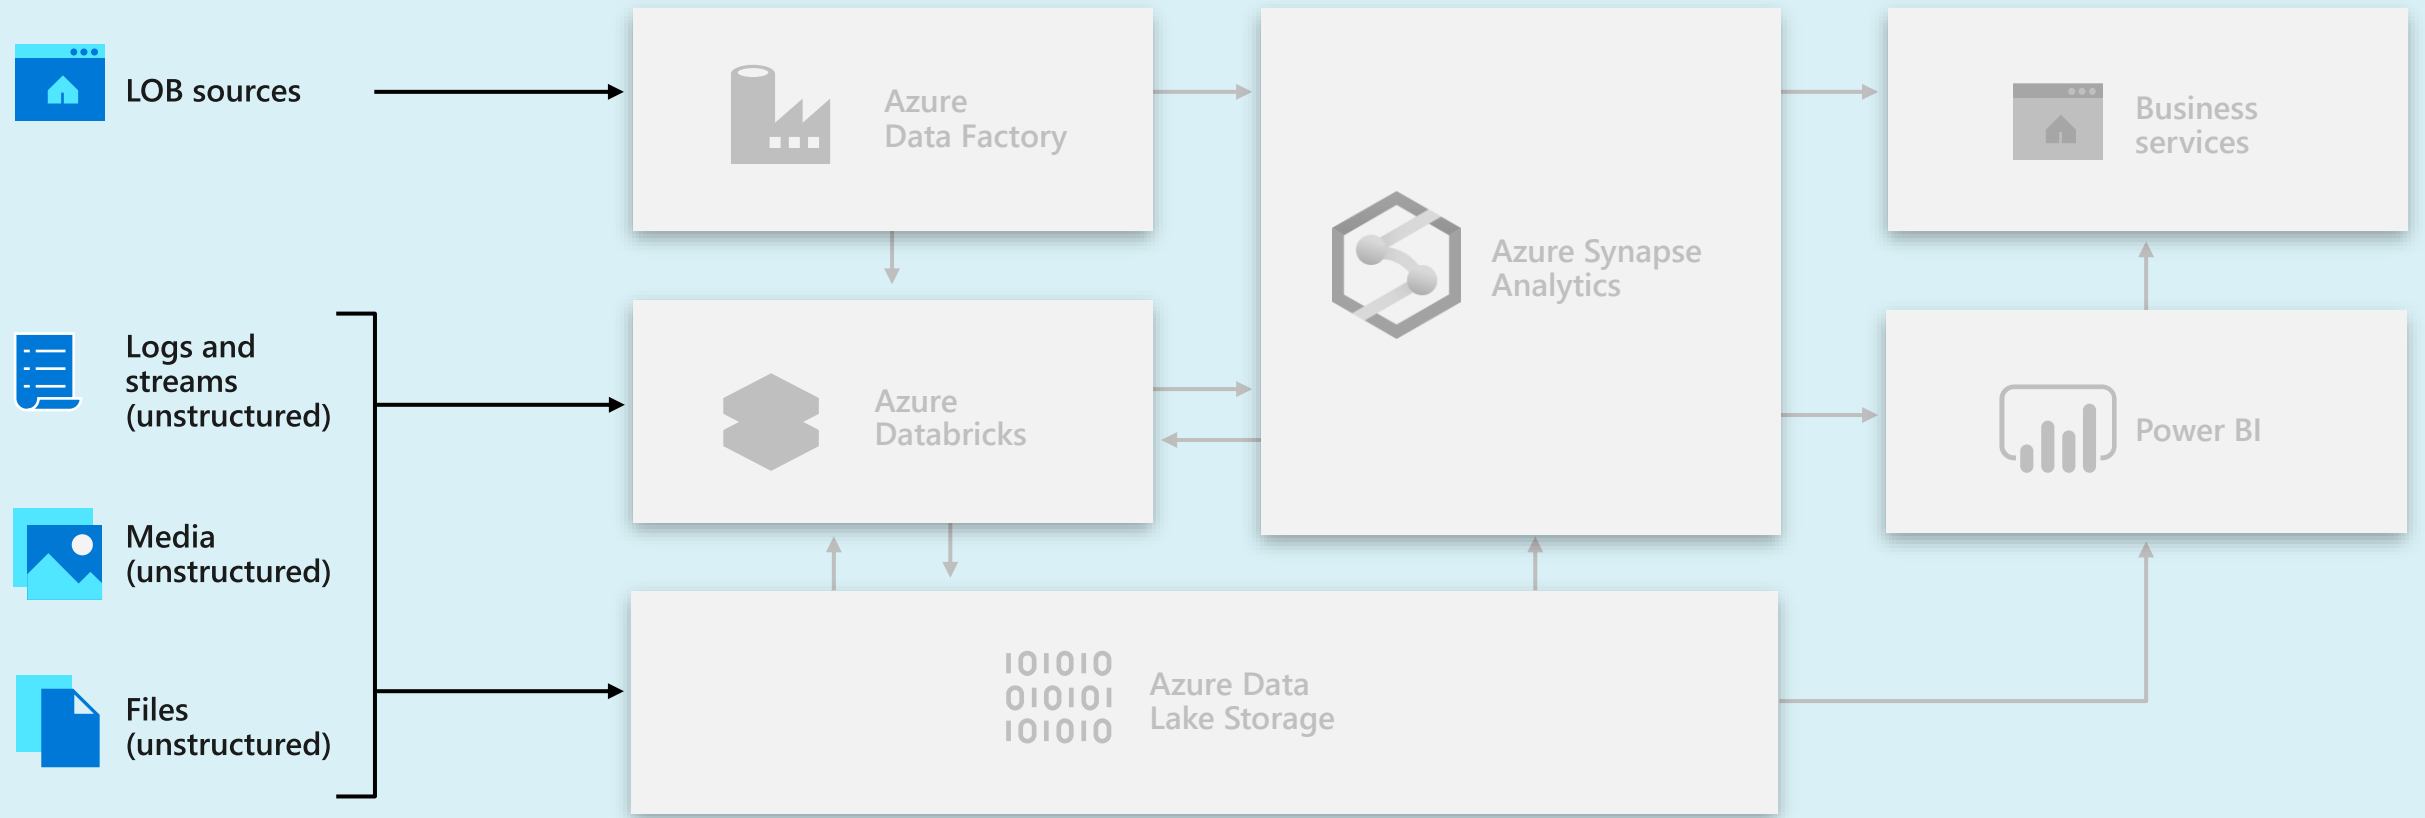 LOB sources
Azure
Data Factory
Business
services
Azure Synapse
Analytics
Logs and
streams
(unstructured)
Azure
Databricks
Power BI
Media
(unstructured)
Files
(unstructured)
101010
010101
101010
Azure Data
Lake Storage